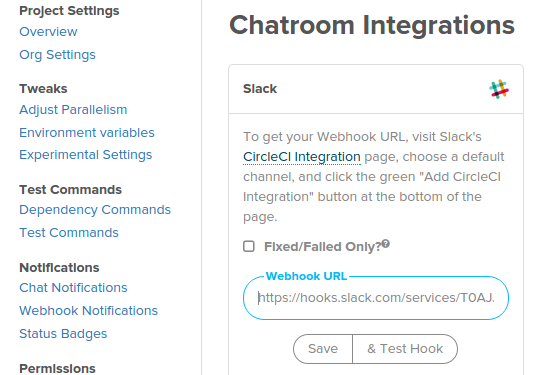 Project Settings
Overview
Org Settings
Tweaks
Adjust Parallelism
Environment variables
Experimental Settings
Test Commands
Dependency Commands
Test Commands
Notifications
Chat Notifications
Webhook Notifications
Status Badges
Permissions
Chatroom Integrations
Slack
To get your Webhook URL, visit Slack's
CircleCI Integration page, choose a default
channel, and click the green "Add CircleCI
Integration" button at the bottom of the
page.
Fixed/Failed Only?
Webhook URL
https://hooks.slack.com/services/T0AJ.
Save & Test Hook